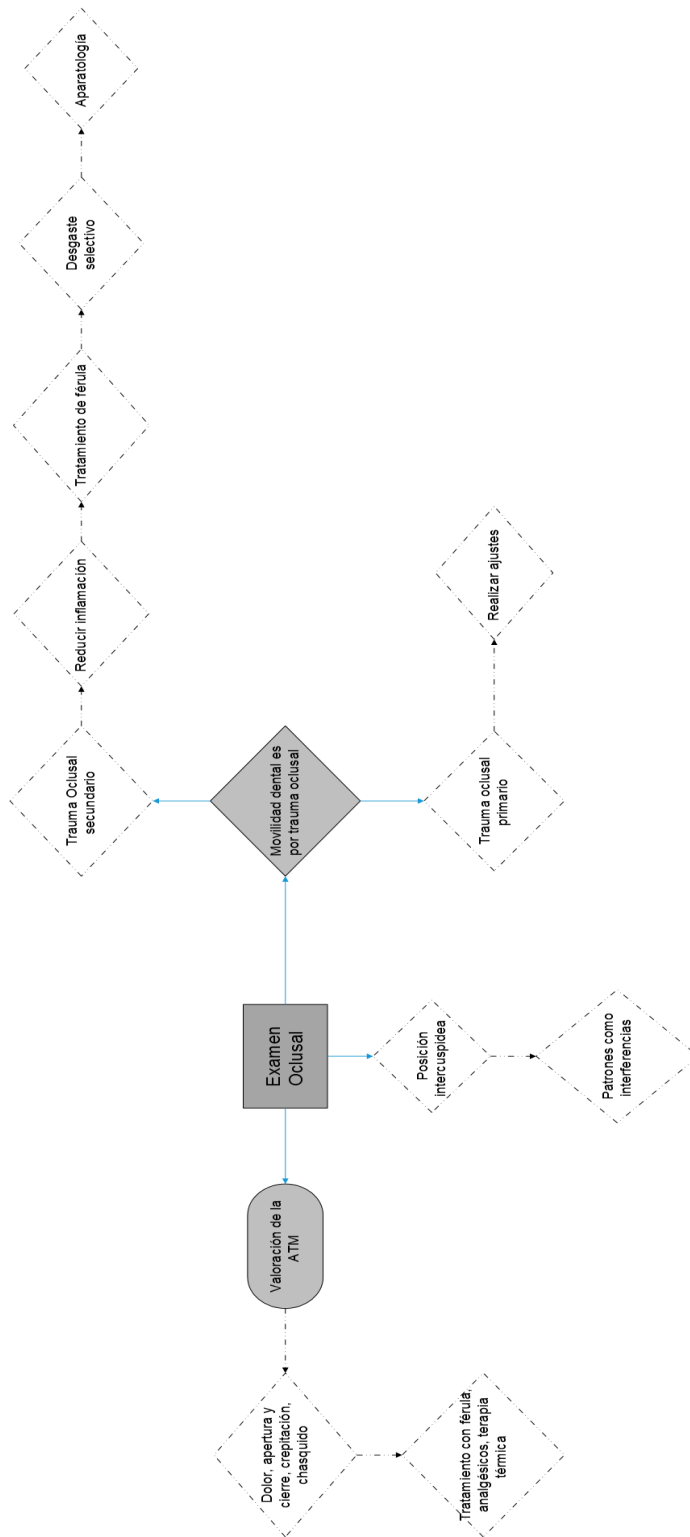 Dolor, apertura y
cierre, crepitación,
chasquido
Tratamiento con férula,
analgésicos, terapia
térmica
Valoración de la
ATM
Examen
Oclusal
Posición
intercuspidea
Patrones como
interferencias
Movilidad dental es
por trauma oclusal
Trauma Oclusal
secundario
Reducir inflamación
Tratamiento de férula
Desgaste
selectivo
Aparatología
Trauma oclusal
primario
Realizar ajustes